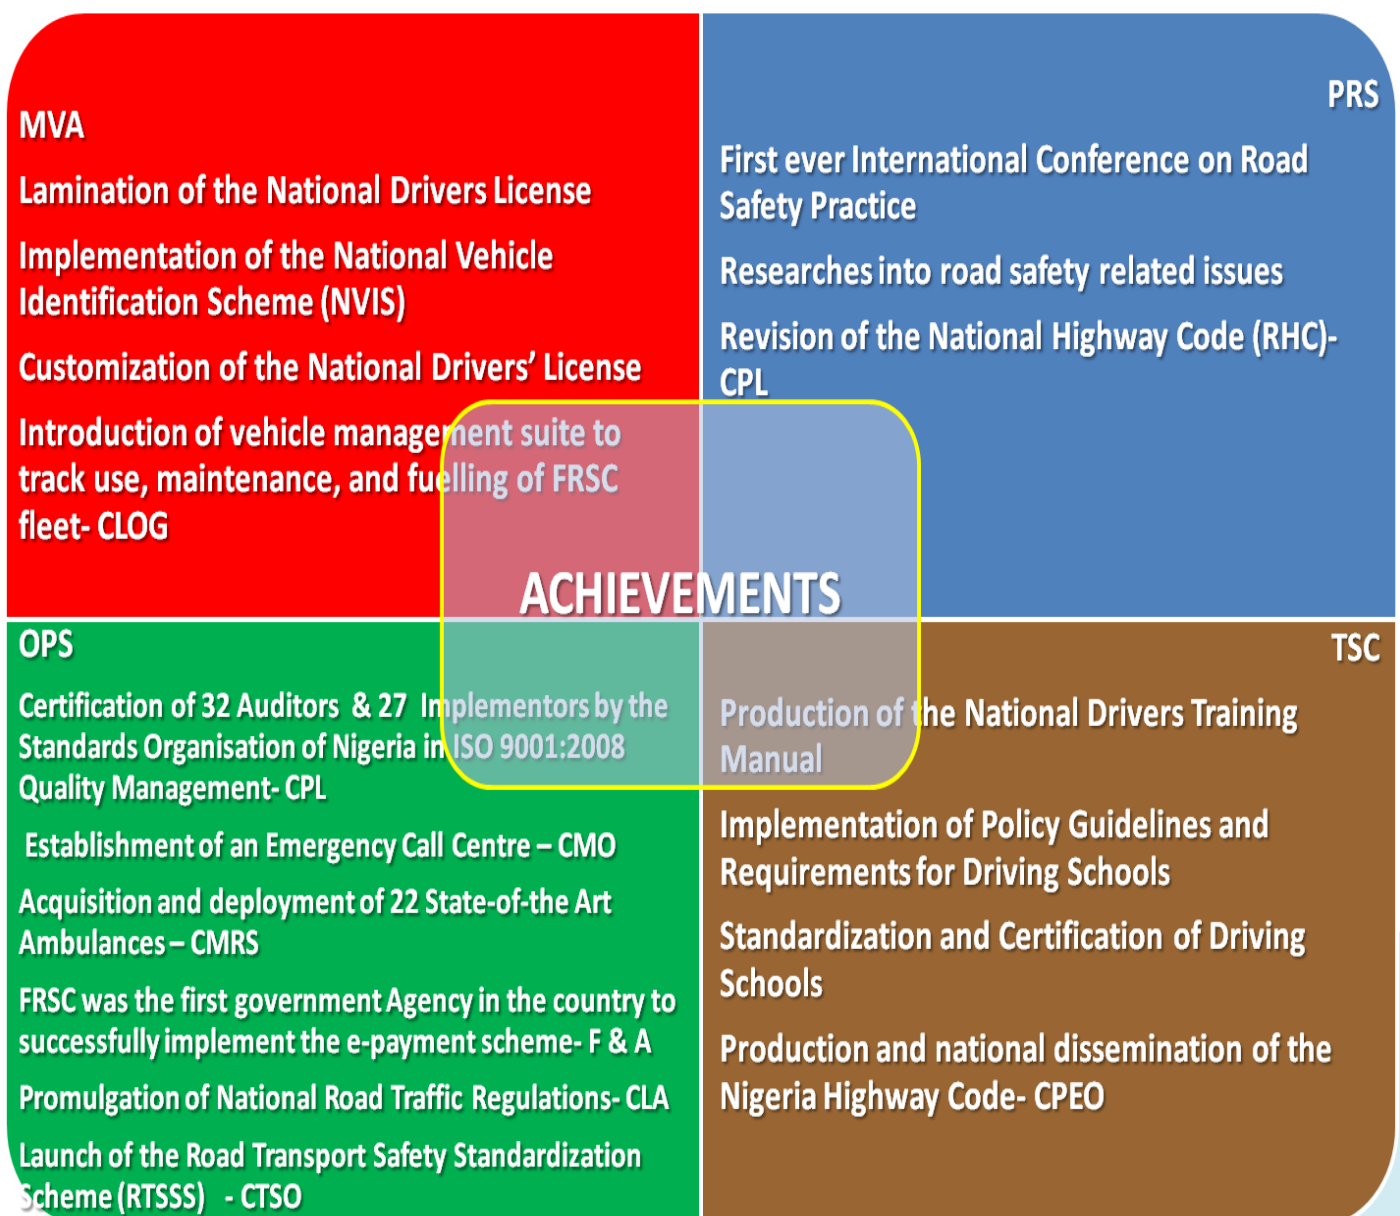 MVA
Lamination of the National Drivers License
Implementation of the National Vehicle
Identification Scheme (NVIS)
Customization of the National Drivers’ License
Introduction of vehicle management suite to
track use, maintenance, and fuelling of FRSC
fleet- CLOG
PRS
First ever International Conference on Road
Safety Practice
Researches into road safety related issues
Revision of the National Highway Code (RHC)-
CPL
ACHIEVEMENTS
OPS
Certification of 32 Auditors & 27 Implementors by the
Standards Organisation of Nigeria in ISO 9001:2008
Quality Management- CPL
Establishment of an Emergency Call Centre – CMO
Acquisition and deployment of 22 State-of-the Art
Ambulances – CMRS
FRSC was the first government Agency in the country to
successfully implement the e-payment scheme- F & A
Promulgation of National Road Traffic Regulations- CLA
Launch of the Road Transport Safety Standardization
Scheme (RTSSS) - CTSO
TSC
Production of the National Drivers Training
Manual
Implementation of Policy Guidelines and
Requirements for Driving Schools
Standardization and Certification of Driving
Schools
Production and national dissemination of the
Nigeria Highway Code- CPEO